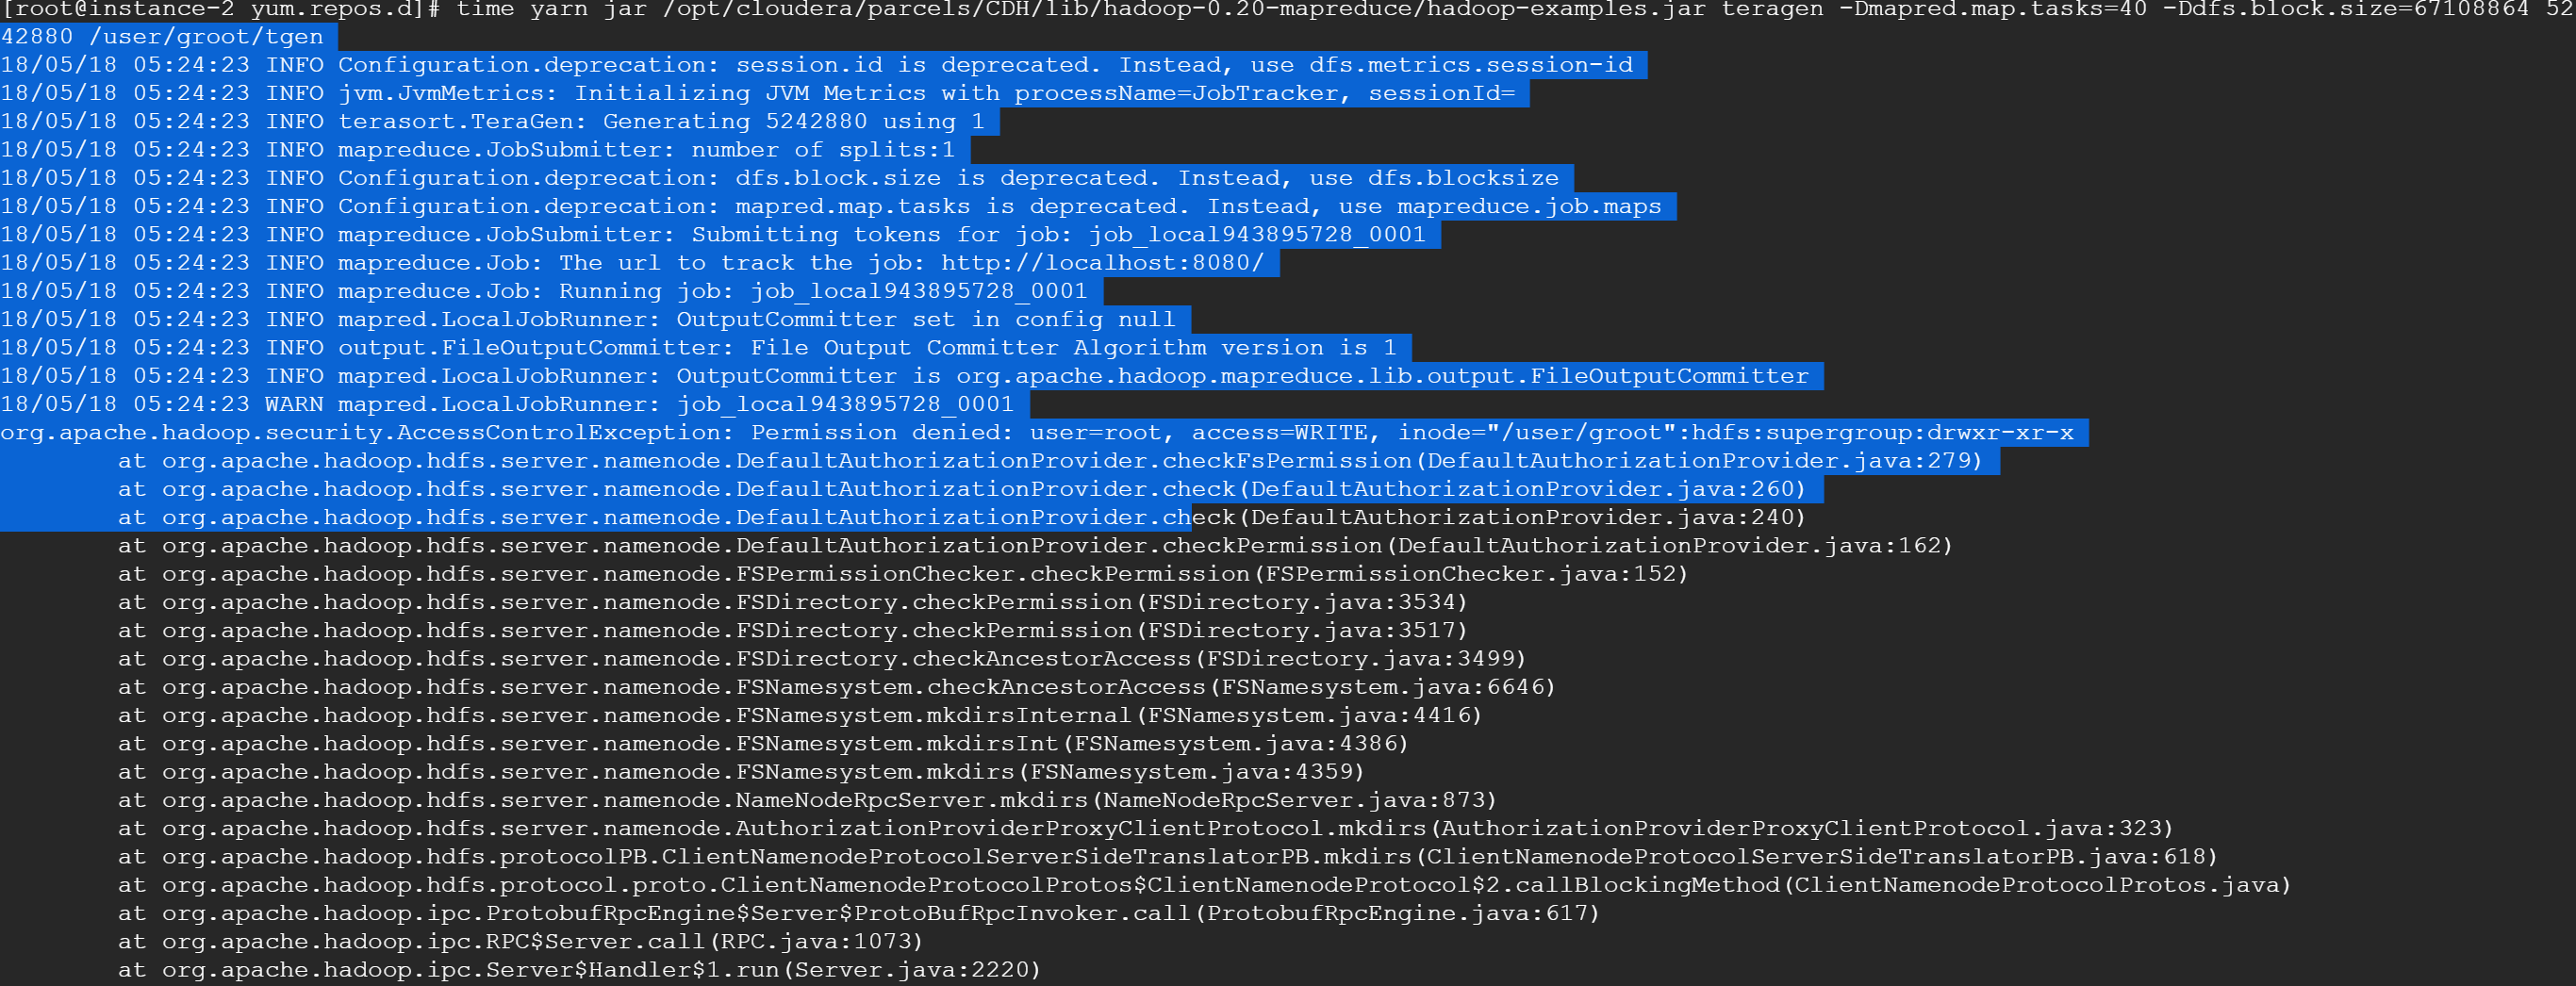 [root@instance-2 yum.repos.d]# time yarn jar /opt/cloudera/parcels/CDH/lib/hadoop-0.20-mapreduce/hadoop-examples.jar teragen -Dmapred.map.tasks=40 -Ddfs.block.size=67108864 52
42880 /user/groot/tgen
18/05/18 05:24:23 INFO Configuration.deprecation: session.id is deprecated. Instead, use dfs.metrics.session-id
18/05/18 05:24:23 INFO jvm.JvmMetrics: Initializing JVM Metrics with processName=JobTracker, sessionId=
18/05/18 05:24:23 INFO terasort.TeraGen: Generating 5242880 using 1
18/05/18 05:24:23 INFO mapreduce.JobSubmitter: number of splits:1
18/05/18 05:24:23 INFO Configuration.deprecation: dfs.block.size is deprecated. Instead, use dfs.blocksize
18/05/18 05:24:23 INFO Configuration.deprecation: mapred.map.tasks is deprecated. Instead, use mapreduce.job.maps
18/05/18 05:24:23 INFO mapreduce.JobSubmitter: Submitting tokens for job: job_local943895728_0001
18/05/18 05:24:23 INFO mapreduce.Job: The url to track the job: http://localhost:8080/
18/05/18 05:24:23 INFO mapreduce.Job: Running job: job_local943895728_0001
18/05/18 05:24:23 INFO mapred.LocalJobRunner: OutputCommitter set in config null
18/05/18 05:24:23 INFO output.FileOutputCommitter: File Output Committer Algorithm version is 1
18/05/18 05:24:23 INFO mapred.LocalJobRunner: OutputCommitter is org.apache.hadoop.mapreduce.lib.output.FileOutputCommitter
18/05/18 05:24:23 WARN mapred.LocalJobRunner: job_local943895728_0001
org.apache.hadoop.security.AccessControlException: Permission denied: user=root, access=WRITE, inode="/user/groot":hdfs:supergroup:drwxr-xr-x
at org.apache.hadoop.hdfs.server.namenode.DefaultAuthorizationProvider.checkFsPermission(DefaultAuthorizationProvider.java:279)
at org.apache.hadoop.hdfs.server.namenode.DefaultAuthorizationProvider.check(DefaultAuthorizationProvider.java:260)
at org.apache.hadoop.hdfs.server.namenode.DefaultAuthorizationProvider.check(DefaultAuthorizationProvider.java:240)
at org.apache.hadoop.hdfs.server.namenode.DefaultAuthorizationProvider.checkPermission(DefaultAuthorizationProvider.java:162)
at org.apache.hadoop.hdfs.server.namenode.FSPermissionChecker.checkPermission(FSPermissionChecker.java:152)
at org.apache.hadoop.hdfs.server.namenode.FSDirectory.checkPermission(FSDirectory.java:3534)
at org.apache.hadoop.hdfs.server.namenode.FSDirectory.checkPermission(FSDirectory.java:3517)
at org.apache.hadoop.hdfs.server.namenode.FSDirectory.checkAncestorAccess(FSDirectory.java:3499)
at org.apache.hadoop.hdfs.server.namenode.FSNamesystem.checkAncestorAccess(FSNamesystem.java:6646)
at org.apache.hadoop.hdfs.server.namenode.FSNamesystem.mkdirsInternal(FSNamesystem.java:4416)
at org.apache.hadoop.hdfs.server.namenode.FSNamesystem.mkdirsInt(FSNamesystem.java:4386)
at org.apache.hadoop.hdfs.server.namenode.FSNamesystem.mkdirs(FSNamesystem.java:4359)
at org.apache.hadoop.hdfs.server.namenode.NameNodeRpcServer.mkdirs(NameNodeRpcServer.java:873)
at org.apache.hadoop.hdfs.server.namenode.AuthorizationProviderProxyClientProtocol.mkdirs(AuthorizationProviderProxyClientProtocol.java:323)
at org.apache.hadoop.hdfs.protocolPB.ClientNamenodeProtocolServerSideTranslatorPB.mkdirs(ClientNamenodeProtocolServerSideTranslatorPB.java:618)
at org.apache.hadoop.hdfs.protocol.proto.ClientNamenodeProtocolProtos$ClientNamenodeProtocol$2.callBlockingMethod(ClientNamenodeProtocolProtos.java)
at org.apache.hadoop.ipc.ProtobufRpcEngine$Server$ProtoBufRpcInvoker.call(ProtobufRpcEngine.java:617)
at org.apache.hadoop.ipc.RPC$Server.call(RPC.java:1073)
at org.apache.hadoop.ipc.Server$Handler$1.run(Server.java:2220)